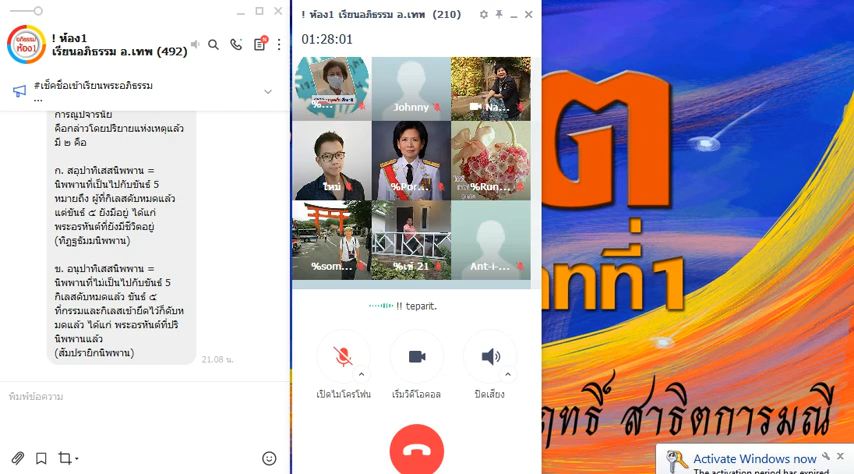 อภิธรรม
ห้อง1
! ห้อง1
เรียนอภิธรรม อ.เทพ (492)
#เช็คชื่อเข้าเรียนพระอภิธรรม
...
การณูปจารนัย
คือกล่าวโดยปริยายแห่งเหตุแล้ว
มี ๒ คือ
ก. สอุปาทิเสสนิพพาน =
นิพพานที่เป็นไปกับขันธ์ 5
หมายถึง ผู้ที่กิเลสดับหมดแล้ว
แต่ขันธ์ ๕ ยังมีอยู่ ได้แก่
พระอรหันต์ที่ยังมีชีวิตอยู่
(ทิฏฐธัมมนิพพาน)
ข. อนุปาทิเสสนิพพาน =
นิพพานที่ไม่เป็นไปกับขันธ์ 5
กิเลสดับหมดแล้ว ขันธ์ ๕
ที่กรรมและกิเลสเข้ายึดไว้ก็ดับห
มดแล้ว ได้แก่ พระอรหันต์ที่ปริ
นิพพานแล้ว
(สัมปรายิกนิพพาน)
21.08 น.
พิมพ์ข้อความ
! ห้อง1 เรียนอภิธรรม อ.เทพ (210)
01:28:01
%...
Johnny
Na...
ใหม่
%Por...
%Run...
%som...
%เช้ 21
Ant-i-...
!! teparit.
เปิดไมโครโฟน
เริ่มวิดีโอคอล
ปิดเสียง
ที่ 1
ฤทธิ์ สาธิตการมณี
Activate Windows now
The activation period has expired